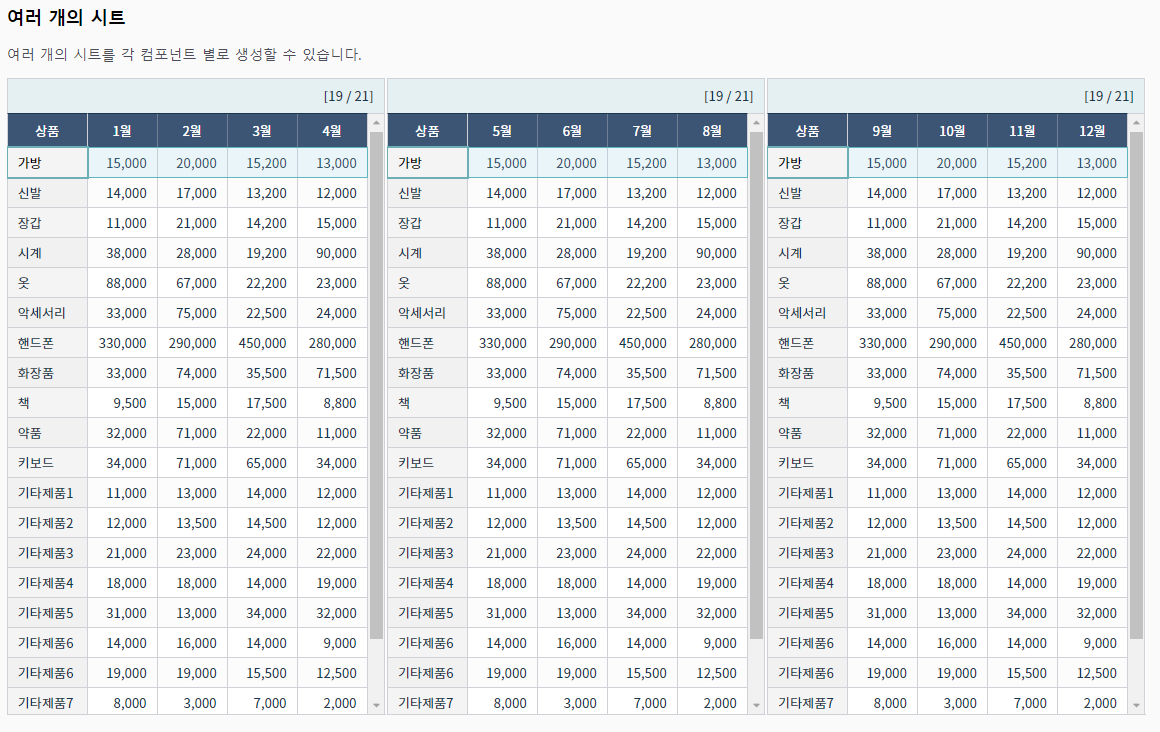 여러 개의 시트
여러 개의 시트를 각 컴포넌트 별로 생성할 수 있습니다.
[19 / 21] [19 / 21] [19 / 21]
상품 1월 2월 3월 4월 상품 5월 6월 7월 8월 상품 9월 10월 11월 12월
가방 15,000 20,000 15,200 13,000 가방 15,000 20,000 15,200 13,000 가방 15,000 20,000 15,200 13,000
신발 14,000 17,000 13,200 12,000 신발 14,000 17,000 13,200 12,000 신발 14,000 17,000 13,200 12,000
장갑 11,000 21,000 14,200 15,000 장갑 11,000 21,000 14,200 15,000 장갑 11,000 21,000 14,200 15,000
시계 38,000 28,000 19,200 90,000 시계 38,000 28,000 19,200 90,000 시계 38,000 28,000 19,200 90,000
옷 88,000 67,000 22,200 23,000 옷 88,000 67,000 22,200 23,000 옷 88,000 67,000 22,200 23,000
악세서리 33,000 75,000 22,500 24,000 악세서리 33,000 75,000 22,500 24,000 악세서리 33,000 75,000 22,500 24,000
핸드폰 330,000 290,000 450,000 280,000 핸드폰 330,000 290,000 450,000 280,000 핸드폰 330,000 290,000 450,000 280,000
화장품 33,000 74,000 35,500 71,500 화장품 33,000 74,000 35,500 71,500 화장품 33,000 74,000 35,500 71,500
책 9,500 15,000 17,500 8,800 책 9,500 15,000 17,500 8,800 책 9,500 15,000 17,500 8,800
약품 32,000 71,000 22,000 11,000 약품 32,000 71,000 22,000 11,000 약품 32,000 71,000 22,000 11,000
키보드 34,000 71,000 65,000 34,000 키보드 34,000 71,000 65,000 34,000 키보드 34,000 71,000 65,000 34,000
기타제품1 11,000 13,000 14,000 12,000 기타제품1 11,000 13,000 14,000 12,000 기타제품1 11,000 13,000 14,000 12,000
기타제품2 12,000 13,500 14,500 12,000 기타제품2 12,000 13,500 14,500 12,000 기타제품2 12,000 13,500 14,500 12,000
기타제품3 21,000 23,000 24,000 22,000 기타제품3 21,000 23,000 24,000 22,000 기타제품3 21,000 23,000 24,000 22,000
기타제품4 18,000 18,000 14,000 19,000 기타제품4 18,000 18,000 14,000 19,000 기타제품4 18,000 18,000 14,000 19,000
기타제품5 31,000 13,000 34,000 32,000 기타제품5 31,000 13,000 34,000 32,000 기타제품5 31,000 13,000 34,000 32,000
기타제품6 14,000 16,000 14,000 9,000 기타제품6 14,000 16,000 14,000 9,000 기타제품6 14,000 16,000 14,000 9,000
기타제품6 19,000 19,000 15,500 12,500 기타제품6 19,000 19,000 15,500 12,500 기타제품6 19,000 19,000 15,500 12,500
기타제품7 8,000 3,000 7,000 2,000 기타제품7 8,000 3,000 7,000 2,000 기타제품7 8,000 3,000 7,000 2,000